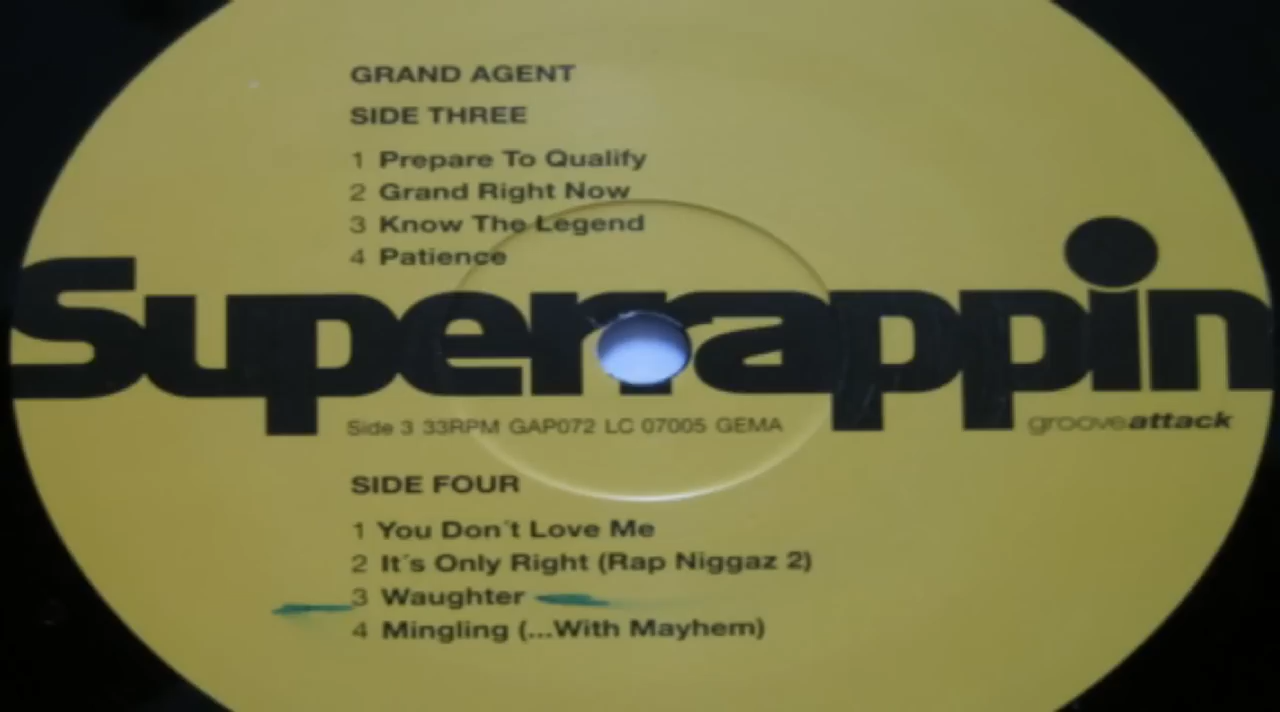 GRAND AGENT
SIDE THREE
1 Prepare To Qualify
2 Grand Right Now
3 Know The Legend
4 Patience
Superrappin
Side 3 33RPM GAP072 LC 07005 GEMA
grooveattack
SIDE FOUR
1 You Don´t Love Me
2 It´s Only Right (Rap Niggaz 2)
3 Waughter
4 Mingling (...With Mayhem)